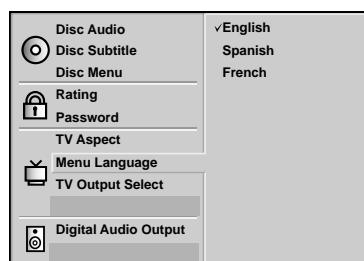 Disc Audio
Disc Subtitle
Disc Menu
Rating
Password
TV Aspect
Menu Language
TV Output Select
Digital Audio Output
✓English
Spanish
French